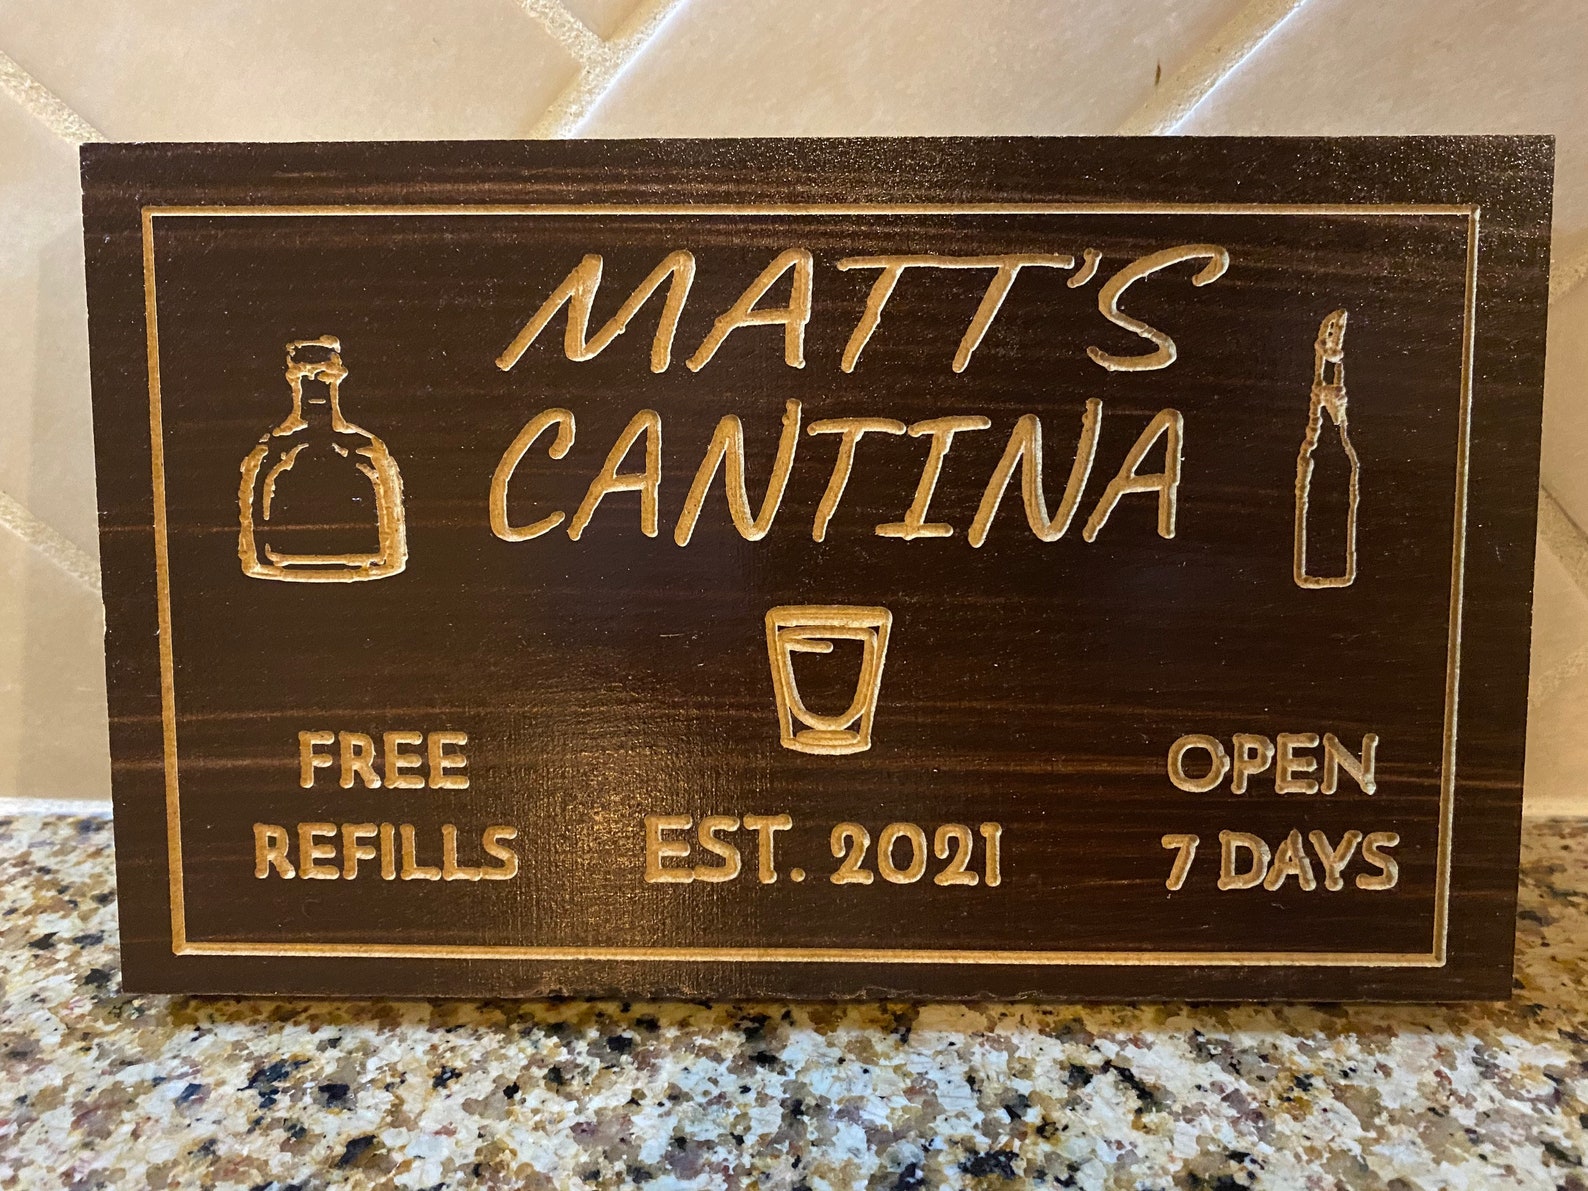 MATT'S
CANTINA
FREE
REFILLS
EST. 2021
OPEN
7 DAYS